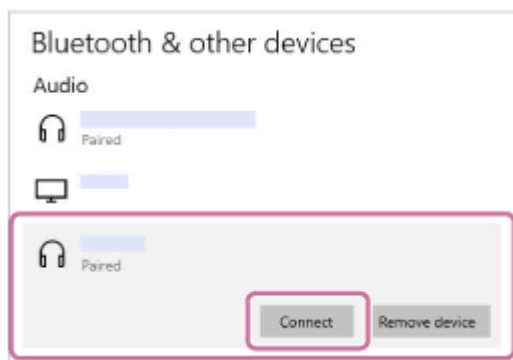 Bluetooth & other devices
Audio
Paired
Paired
Connect Remove device